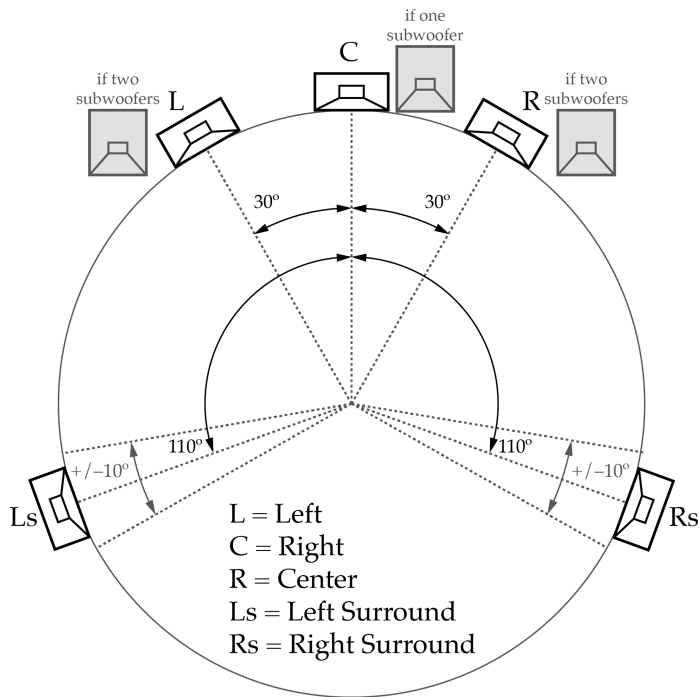 if one
subwoofer
C
if two
subwoofers
L
R
if two
subwoofers
30º
30º
110º
110º
+/–10º
+/–10º
Ls
Rs
L = Left
C = Right
R = Center
Ls = Left Surround
Rs = Right Surround